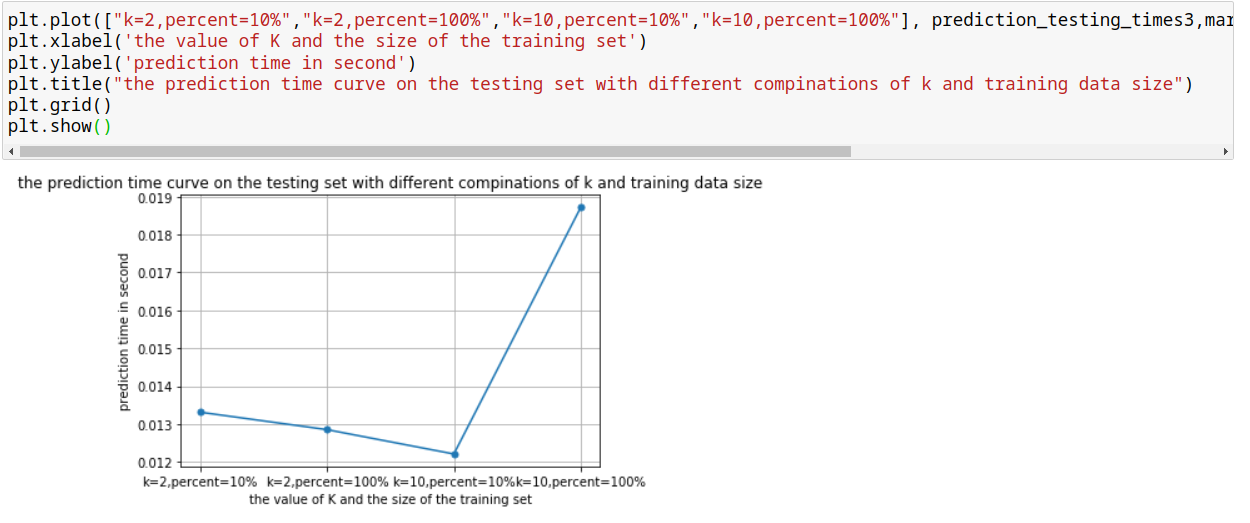 plt.plot(["k=2,percent=10%","k=2,percent=100%","k=10,percent=10%","k=10,percent=100%"], prediction_testing_times3,mar
plt.xlabel('the value of K and the size of the training set')
plt.ylabel('prediction time in second')
plt.title("the prediction time curve on the testing set with different compinations of k and training data size")
plt.grid()
plt.show()
the prediction time curve on the testing set with different compinations of k and training data size
0.019
0.018
0.017
0.016
0.015
0.014
0.013
0.012
prediction time in second
k=2,percent=10% k=2,percent=100% k=10,percent=10%k=10,percent=100%
the value of K and the size of the training set